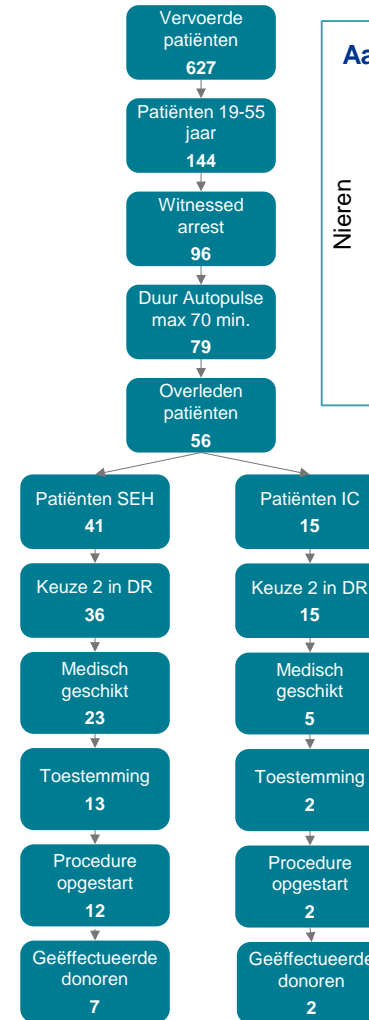 Vervoerde
patiënten
627
Patiënten 19-55
jaar
144
Witnessed
arrest
96
Duur Autopulse
max 70 min.
79
Overleden
patiënten
56
Nieren
Patiënten SEH
41
Keuze 2 in DR
36
Medisch
geschikt
23
Toestemming
13
Procedure
opgestart
12
Geëffectueerde
donoren
7
Patiënten IC
15
Keuze 2 in DR
15
Medisch
geschikt
5
Toestemming
2
Procedure
opgestart
2
Geëffectueerde
donoren
2